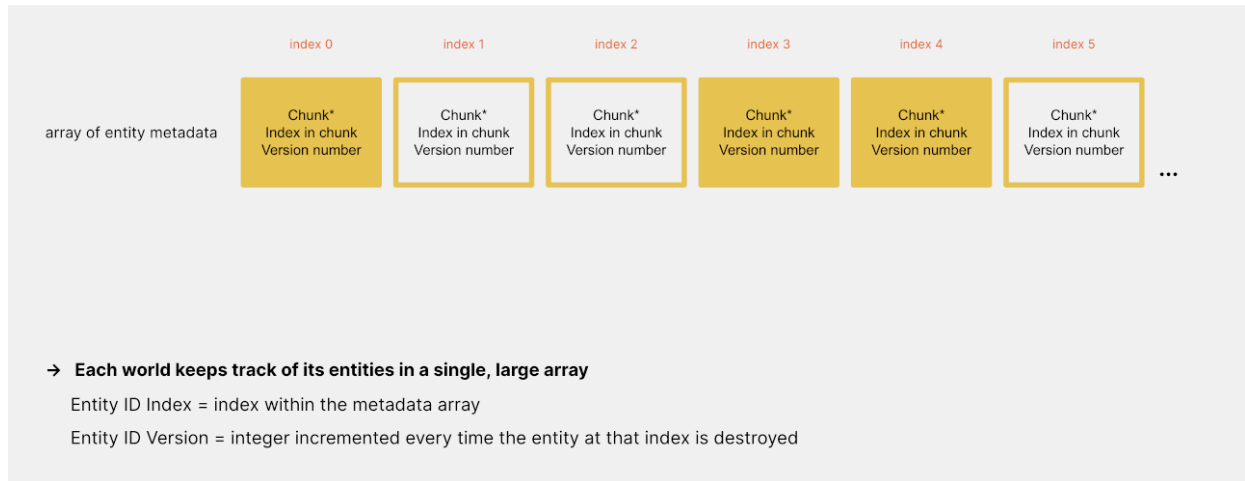 index 0 index 1 index 2 index 3 index 4 index 5
array of entity metadata
Chunk*
Index in chunk
Version number
Chunk*
Index in chunk
Version number
Chunk*
Index in chunk
Version number
Chunk*
Index in chunk
Version number
Chunk*
Index in chunk
Version number
Chunk*
Index in chunk
Version number
...
→ Each world keeps track of its entities in a single, large array
Entity ID Index = index within the metadata array
Entity ID Version = integer incremented every time the entity at that index is destroyed